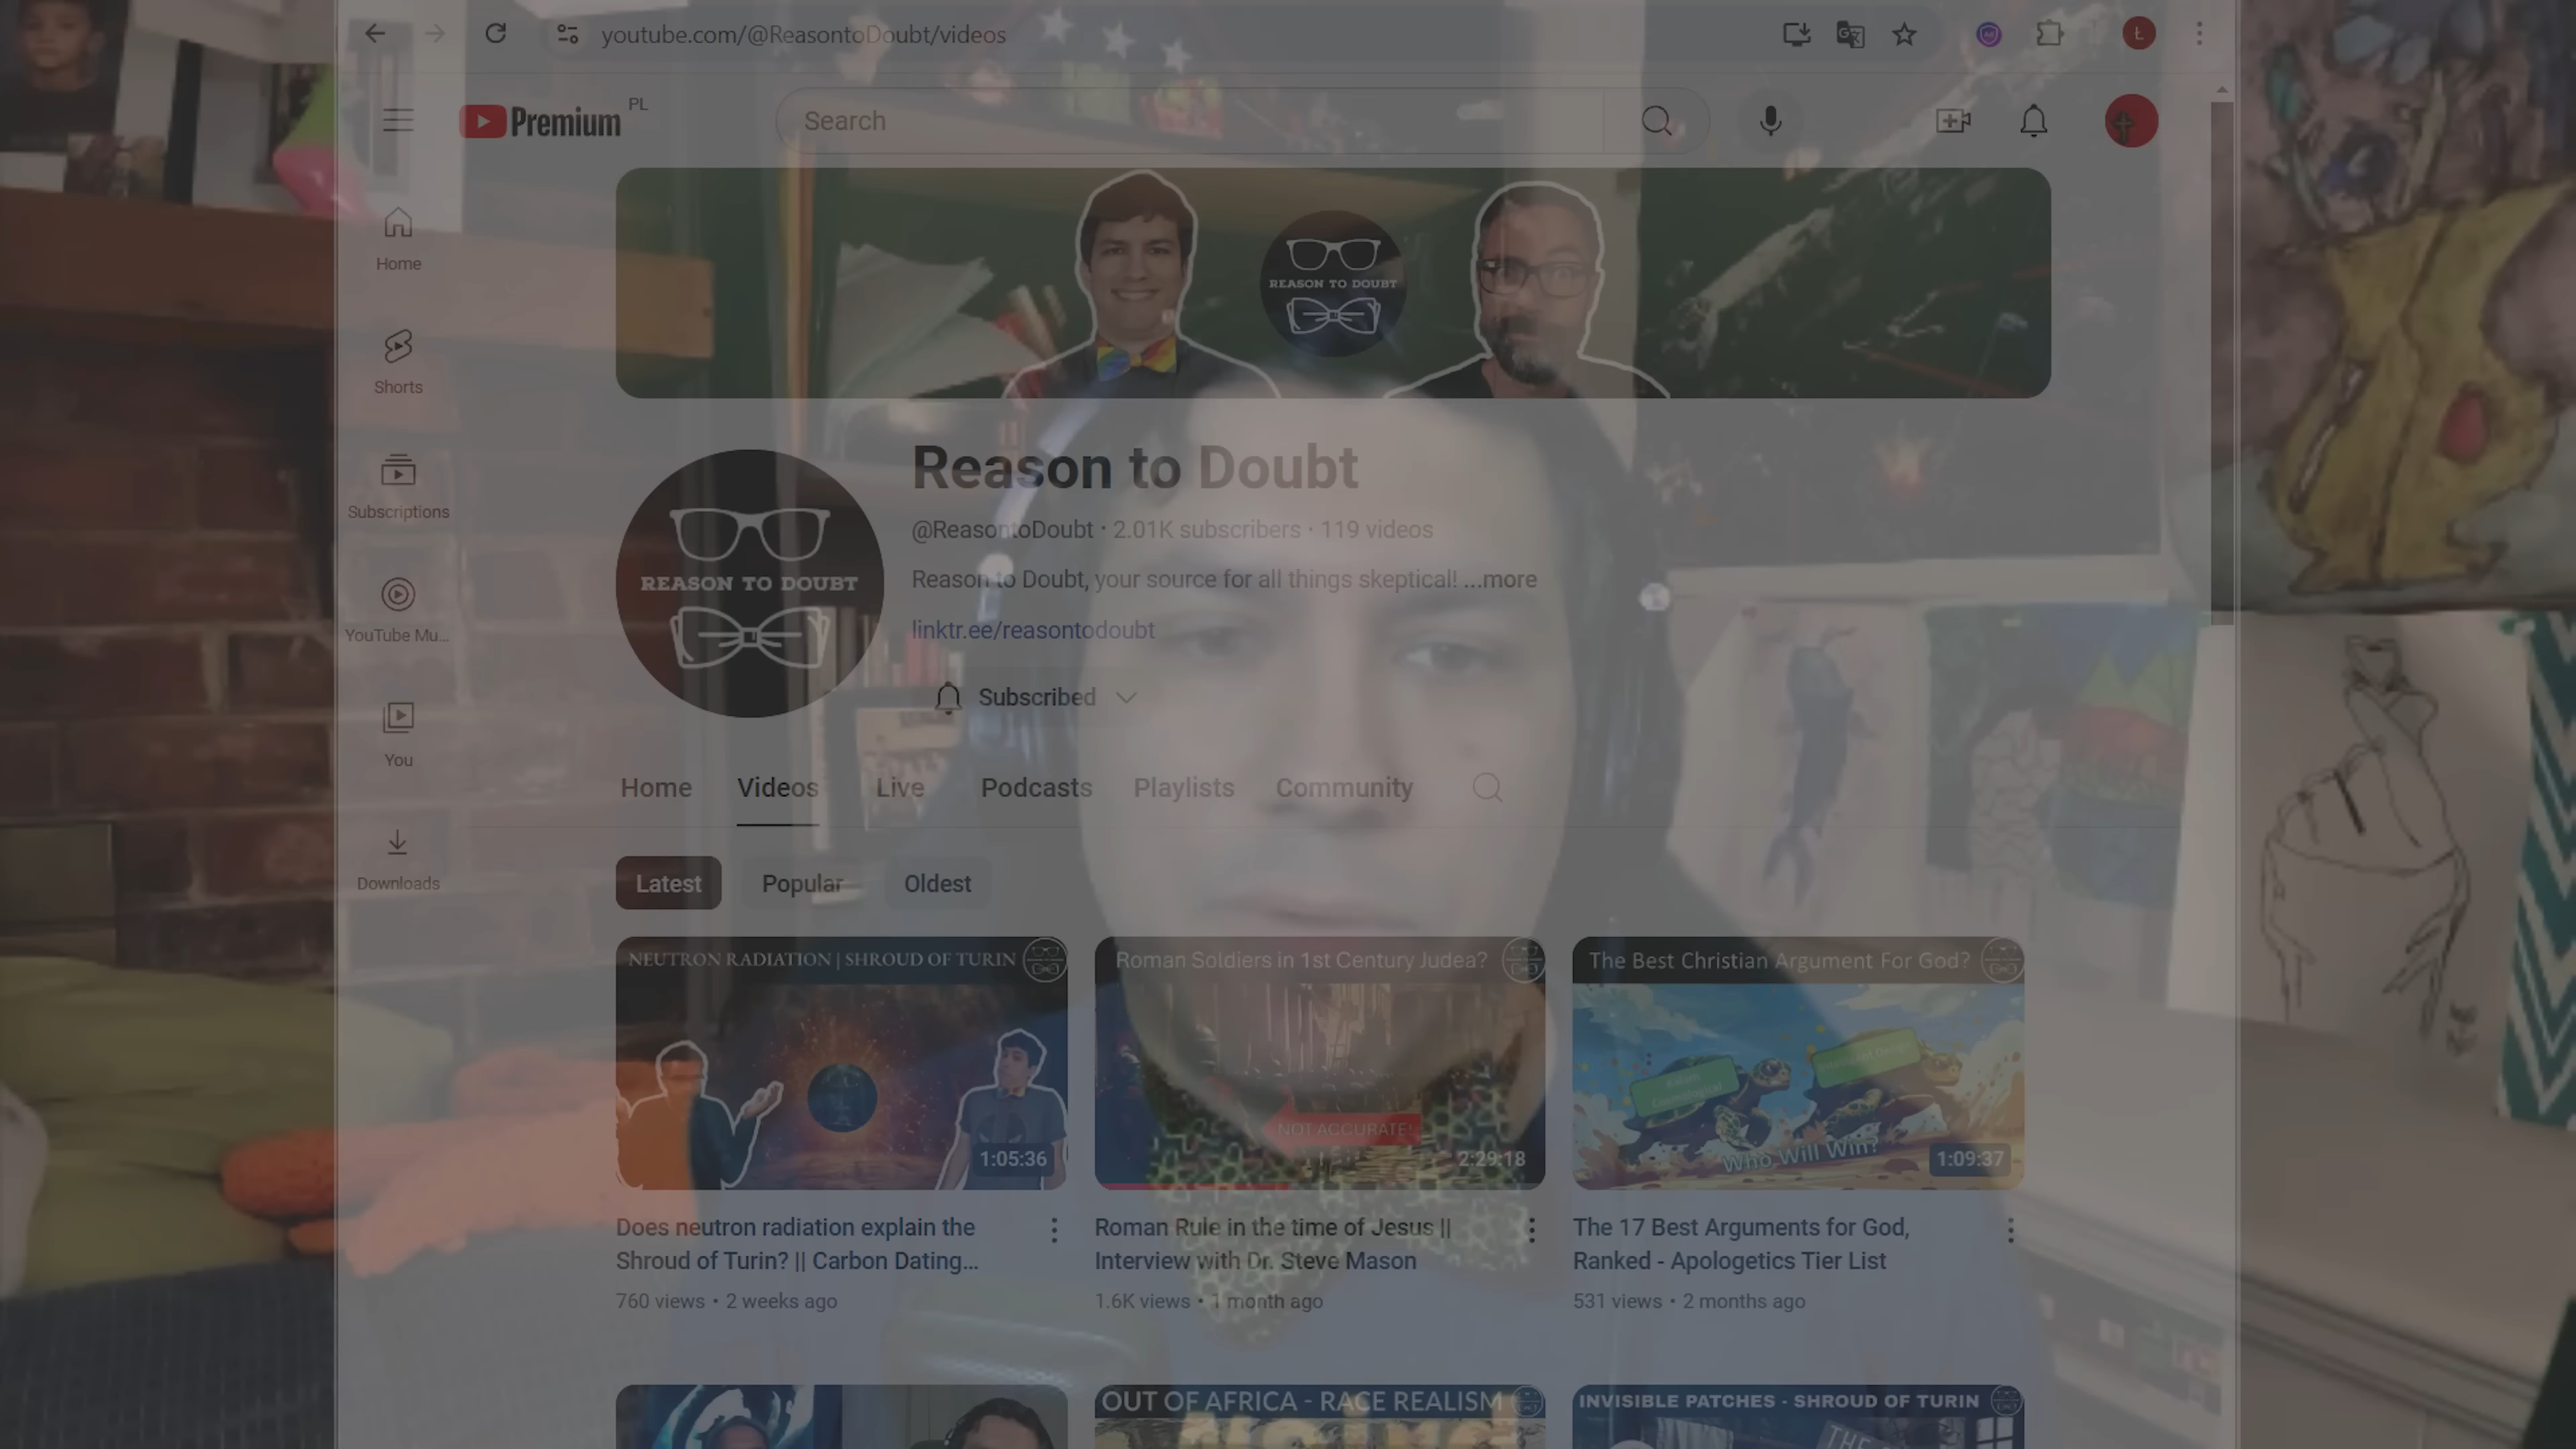 youtube.com/@ReasontoDoubt/videos
Ł
Premium
PL
Search
Home
Shorts
Subscriptions
YouTube Mu...
You
Downloads
REASON TO DOUBT
REASON TO DOUBT
Reason to Doubt
@ReasontoDoubt · 2.01K subscribers · 119 videos
Reason to Doubt, your source for all things skeptical! ...more
linktr.ee/reasontodoubt
Subscribed
Home Videos Live Podcasts Playlists Community
Latest Popular Oldest
NEUTRON RADIATION | SHROUD OF TURIN
1:05:36
Does neutron radiation explain the
Shroud of Turin? || Carbon Dating...
760 views · 2 weeks ago
Roman Soldiers in 1st Century Judea?
NOT ACCURATE!
2:29:18
Roman Rule in the time of Jesus ||
Interview with Dr. Steve Mason
1.6K views · 1 month ago
The Best Christian Argument For God?
Who Will Win?
1:09:37
The 17 Best Arguments for God,
Ranked - Apologetics Tier List
531 views · 2 months ago
OUT OF AFRICA - RACE REALISM
INVISIBLE PATCHES - SHROUD OF TURIN
THE